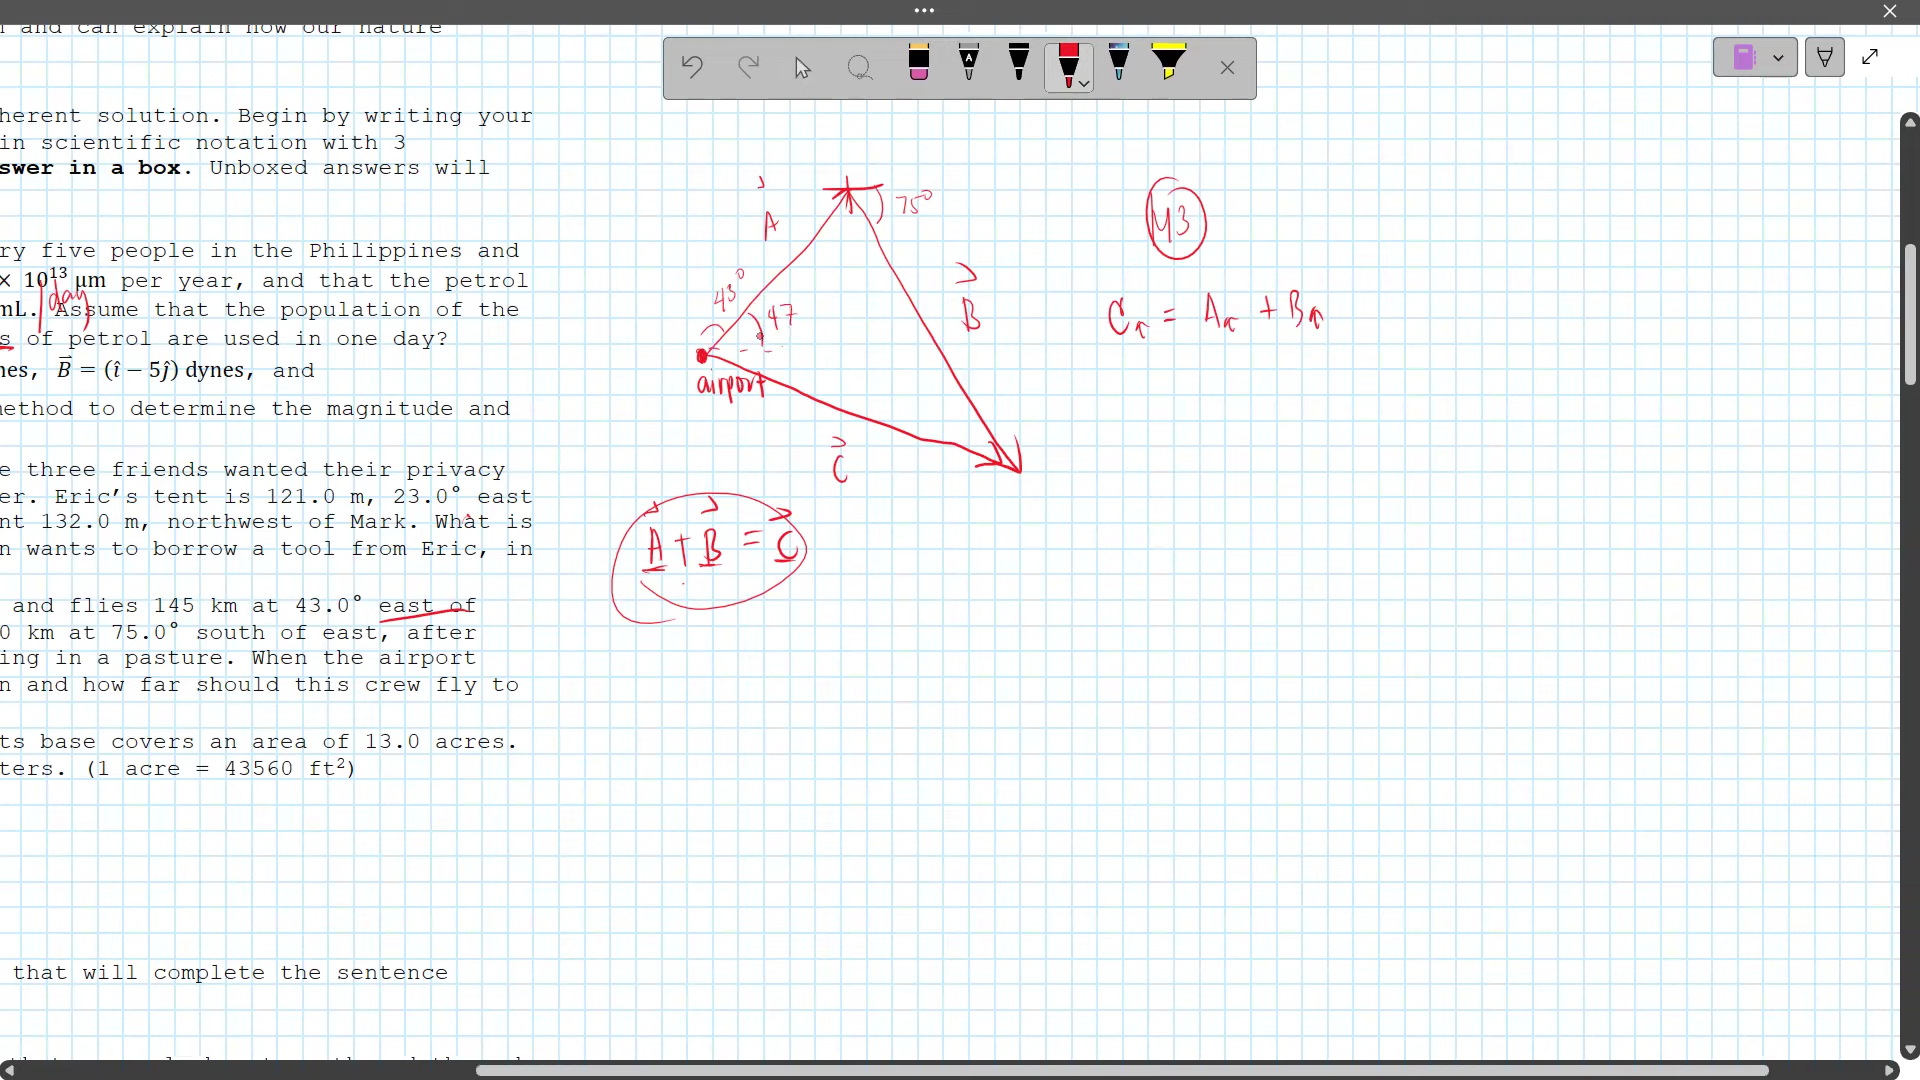 and can explain how our nature
herent solution. Begin by writing your
in scientific notation with 3
swer in a box. Unboxed answers will
ry five people in the Philippines and
× 10¹³ μm per year, and that the petrol
/day
mL. Assume that the population of the
s of petrol are used in one day?
nes, B⃗ = (î − 5ĵ) dynes, and
method to determine the magnitude and
e three friends wanted their privacy
er. Eric’s tent is 121.0 m, 23.0° east
nt 132.0 m, northwest of Mark. What is
n wants to borrow a tool from Eric, in
and flies 145 km at 43.0° east of
0 km at 75.0° south of east, after
ing in a pasture. When the airport
n and how far should this crew fly to
ts base covers an area of 13.0 acres.
ters. (1 acre = 43560 ft²)
that will complete the sentence
A
A⃗
75°
43°
47
B⃗
airport
C⃗
A⃗ + B⃗ = C⃗
43
Cx = Ax + Bx